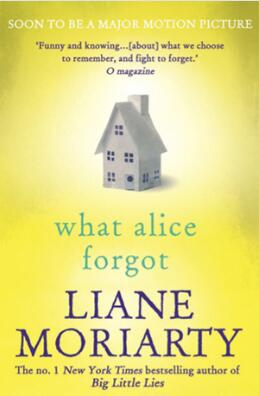 SOON TO BE A MAJOR MOTION PICTURE
'Funny and knowing...[about] what we choose
to remember, and fight to forget.'
O magazine
what alice
forgot
LIANE
MORIARTY
The no. 1 New York Times bestselling author of
Big Little Lies